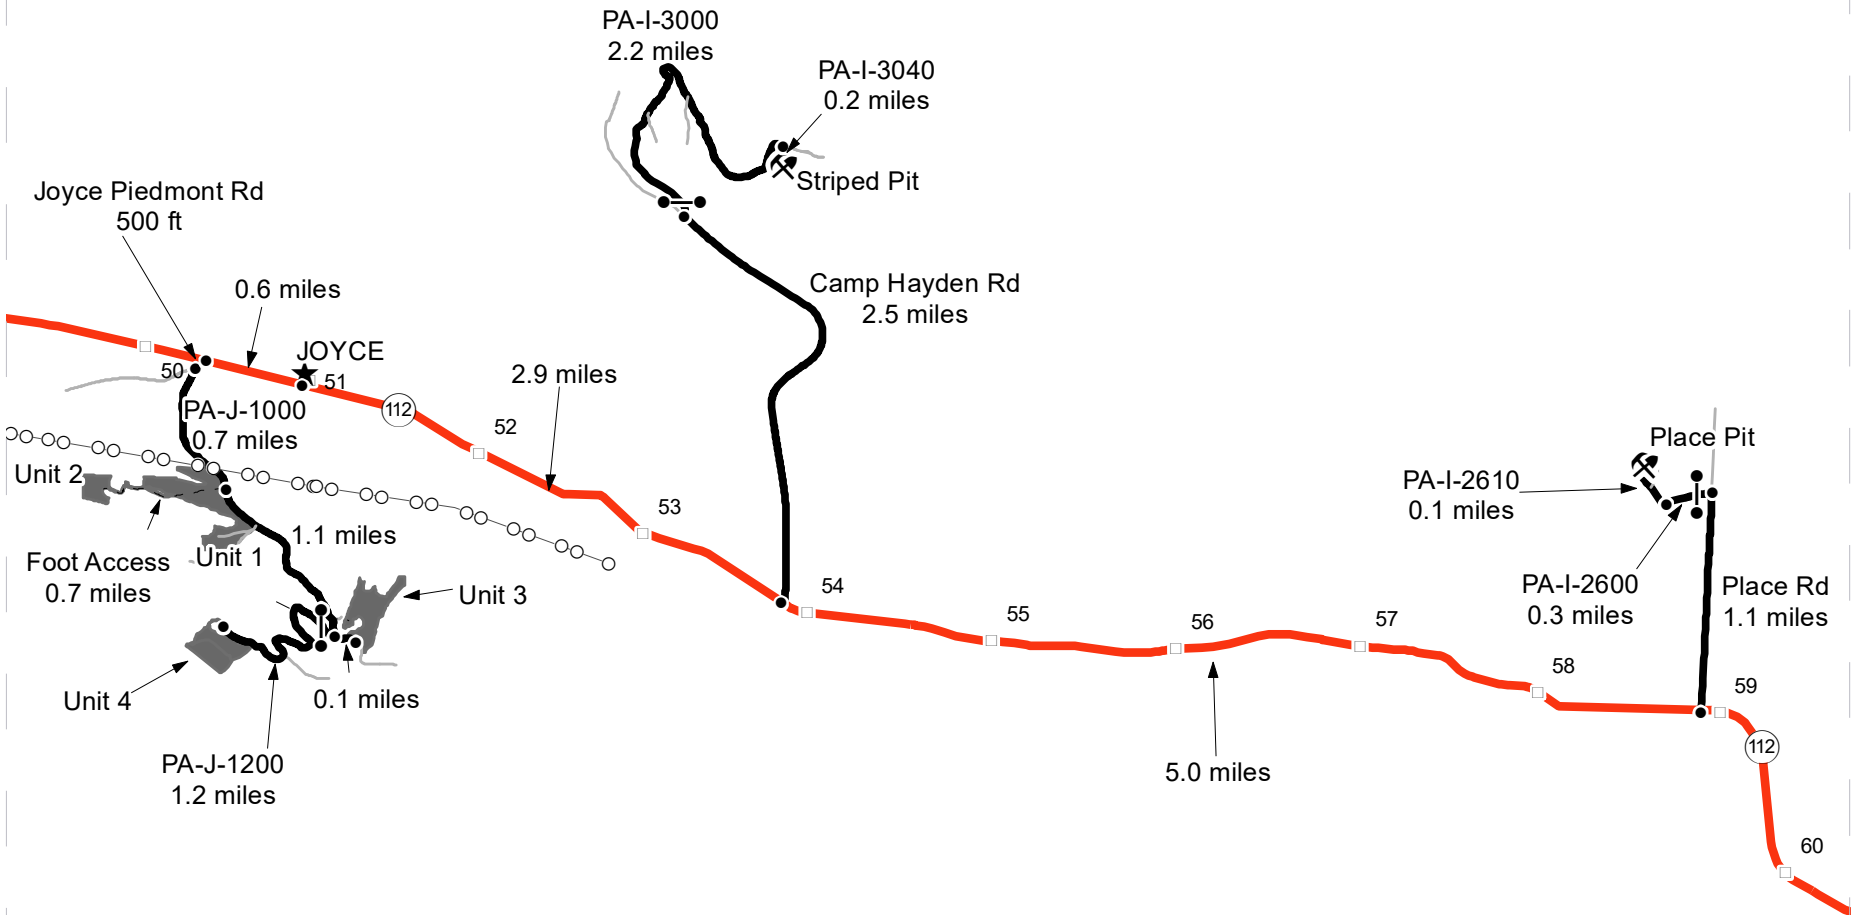 PA-I-3000
2.2 miles
PA-I-3040
0.2 miles
Striped Pit
Joyce Piedmont Rd
500 ft
0.6 miles
Camp Hayden Rd
2.5 miles
JOYCE
50
51
2.9 miles
112
PA-J-1000
0.7 miles
52
Place Pit
Unit 2
PA-I-2610
0.1 miles
53
1.1 miles
Unit 1
Foot Access
0.7 miles
Unit 3
54
PA-I-2600
0.3 miles
Place Rd
1.1 miles
55
56
57
58
59
Unit 4
0.1 miles
112
PA-J-1200
1.2 miles
5.0 miles
60